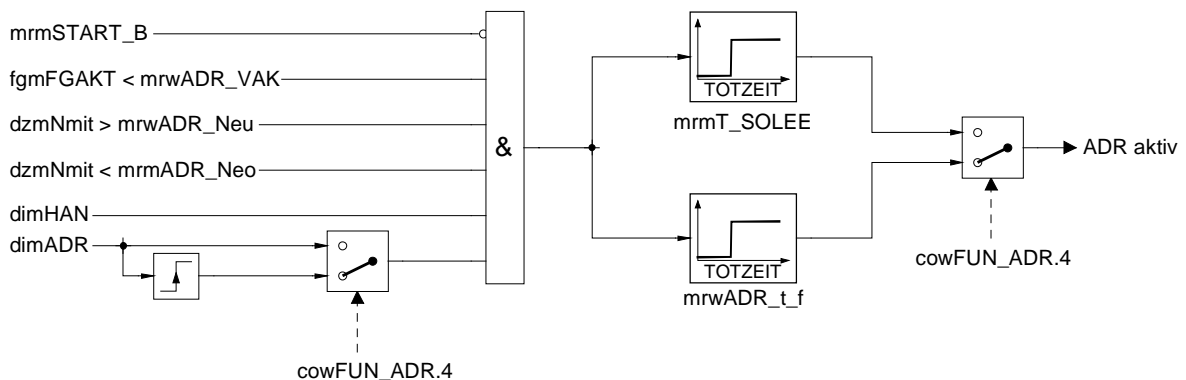 mrmSTART_B
fgmFGAKT < mrwADR_VAK
dzmNmit > mrwADR_Neu
dzmNmit < mrmADR_Neo
dimHAN
dimADR
cowFUN_ADR.4
&
TOTZEIT
mrmT_SOLEE
TOTZEIT
mrwADR_t_f
ADR aktiv
cowFUN_ADR.4